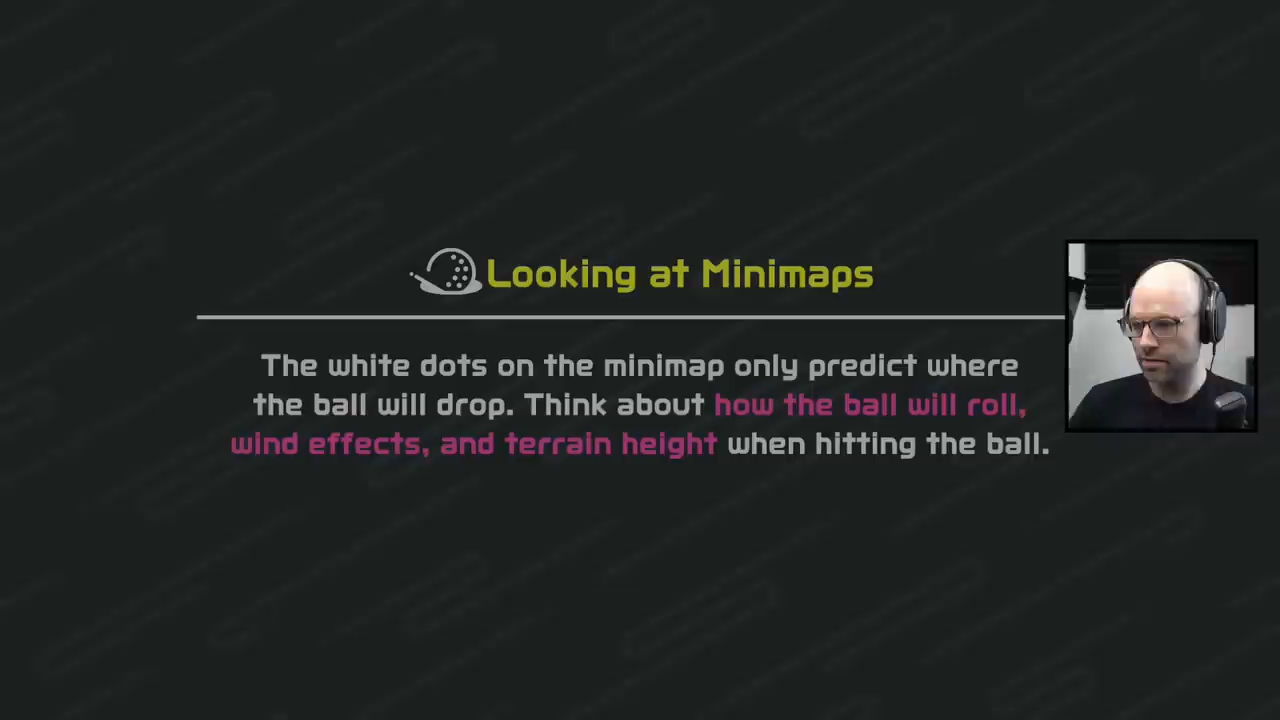 Looking at Minimaps
The white dots on the minimap only predict where
the ball will drop. Think about how the ball will roll,
wind effects, and terrain height when hitting the ball.